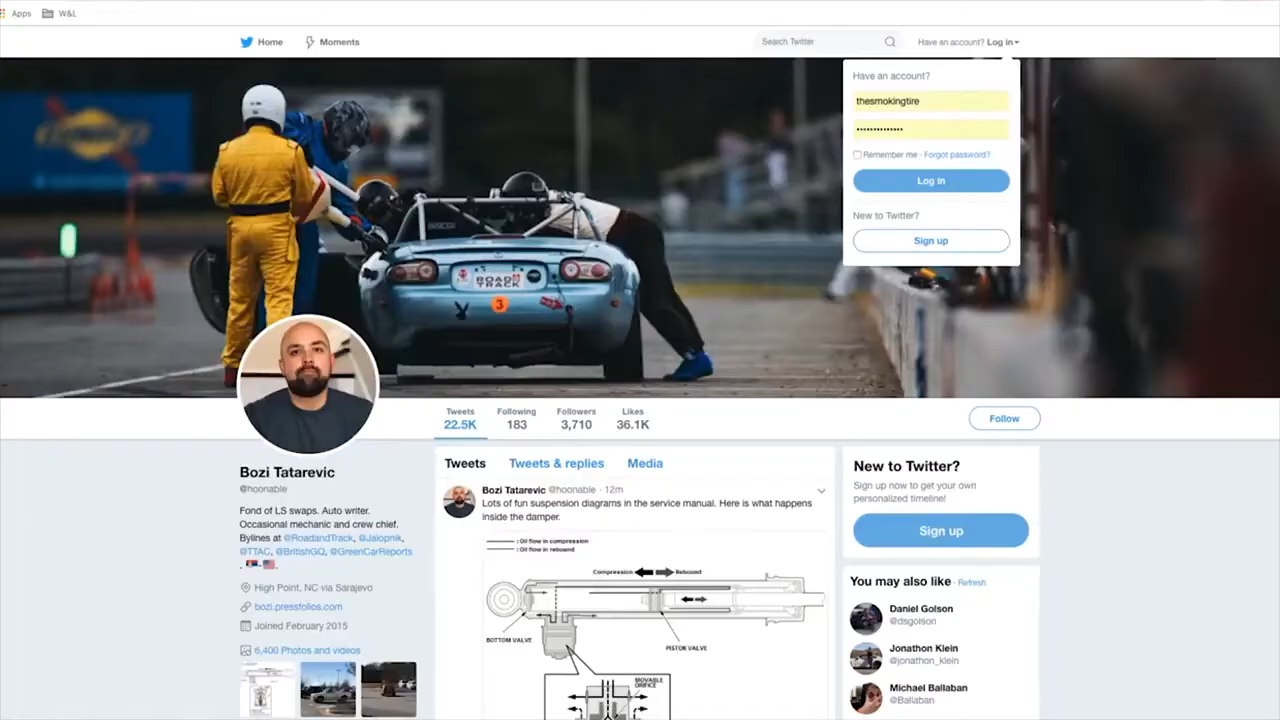 Apps
W&L
Home
Moments
Search Twitter
Have an account? Log in
Have an account?
thesmokingtire
••••••••••••••
Remember me · Forgot password?
Log in
New to Twitter?
Sign up
ROAD & TRACK
3
Tweets
22.5K
Following
183
Followers
3,710
Likes
36.1K
Follow
Bozi Tatarevic
@hoonable
Fond of LS swaps. Auto writer.
Occasional mechanic and crew chief.
Bylines at @RoadandTrack, @Jalopnik,
@TTAC, @BritishGQ, @GreenCarReports
.
High Point, NC via Sarajevo
bozi.pressfolios.com
Joined February 2015
6,400 Photos and videos
Tweets
Tweets & replies
Media
Bozi Tatarevic @hoonable · 12m
Lots of fun suspension diagrams in the service manual. Here is what happens
inside the damper.
: Oil flow in compression
: Oil flow in rebound
Compression
Rebound
BOTTOM VALVE
PISTON VALVE
MOVABLE
ORIFICE
New to Twitter?
Sign up now to get your own
personalized timeline!
Sign up
You may also like · Refresh
Daniel Golson
@dsgolson
Jonathon Klein
@jonathon_klein
Michael Ballaban
@Ballaban